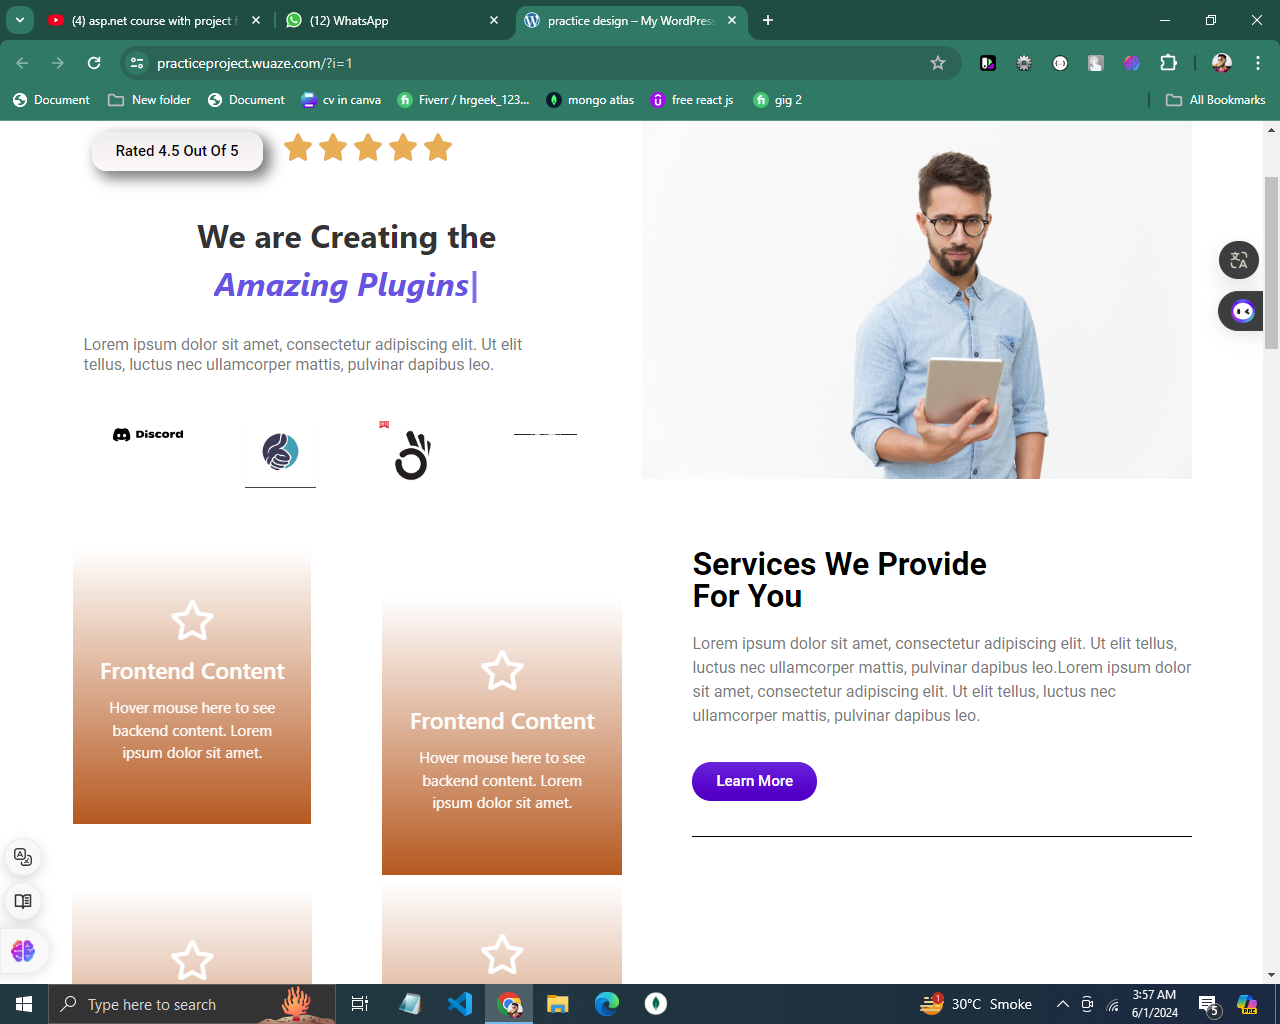 (4) asp.net course with project f
(12) WhatsApp
practice design – My WordPress
practiceproject.wuaze.com/?i=1
Document
New folder
Document
cv in canva
Fiverr / hrgeek_123...
mongo atlas
free react js
gig 2
All Bookmarks
Rated 4.5 Out Of 5
We are Creating the
Amazing Plugins|
Lorem ipsum dolor sit amet, consectetur adipiscing elit. Ut elit
tellus, luctus nec ullamcorper mattis, pulvinar dapibus leo.
Discord
Frontend Content
Hover mouse here to see
backend content. Lorem
ipsum dolor sit amet.
Frontend Content
Hover mouse here to see
backend content. Lorem
ipsum dolor sit amet.
Services We Provide
For You
Lorem ipsum dolor sit amet, consectetur adipiscing elit. Ut elit tellus,
luctus nec ullamcorper mattis, pulvinar dapibus leo.Lorem ipsum dolor
sit amet, consectetur adipiscing elit. Ut elit tellus, luctus nec
ullamcorper mattis, pulvinar dapibus leo.
Learn More
Type here to search
1
30°C Smoke
3:57 AM
6/1/2024
5
PRE